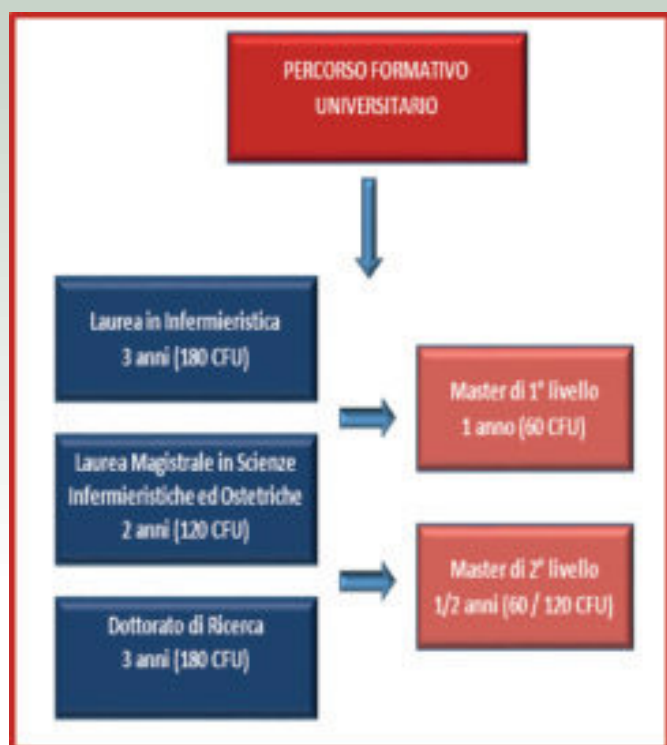 PERCORSO FORMATIVO
UNIVERSITARIO
Laurea in Infermieristica
3 anni (180 CFU)
Master di 1° livello
1 anno (60 CFU)
Laurea Magistrale in Scienze
Infermieristiche ed Ostetriche
2 anni (120 CFU)
Master di 2° livello
1/2 anni (60 / 120 CFU)
Dottorato di Ricerca
3 anni (180 CFU)